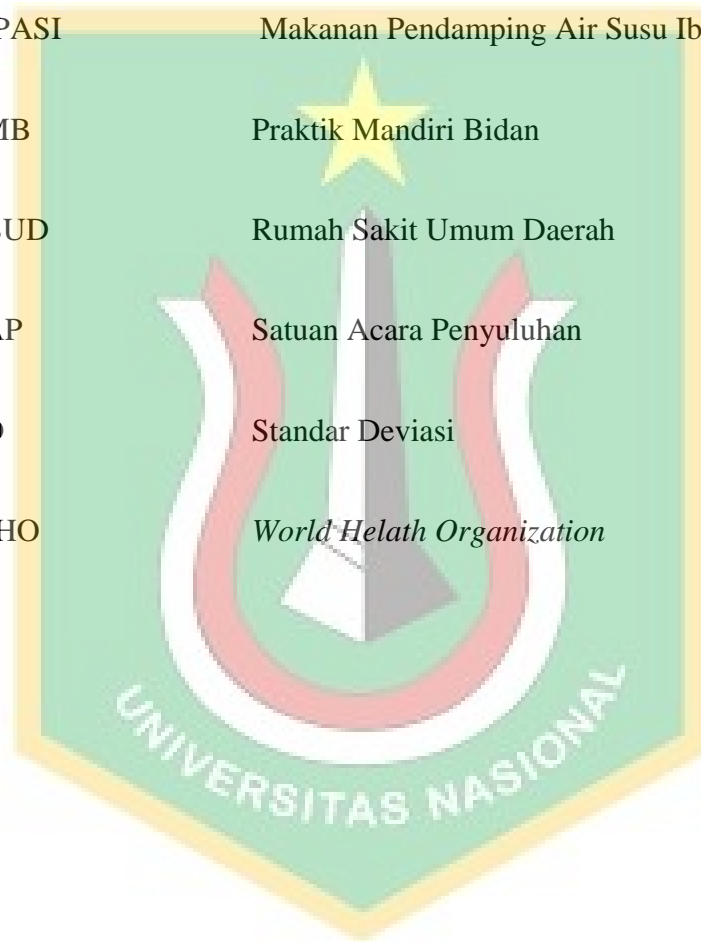 PASI Makanan Pendamping Air Susu Ib
MB Praktik Mandiri Bidan
SUD Rumah Sakit Umum Daerah
AP Satuan Acara Penyuluhan
D Standar Deviasi
HO World Helath Organization
UNIVERSITAS NASIONAL